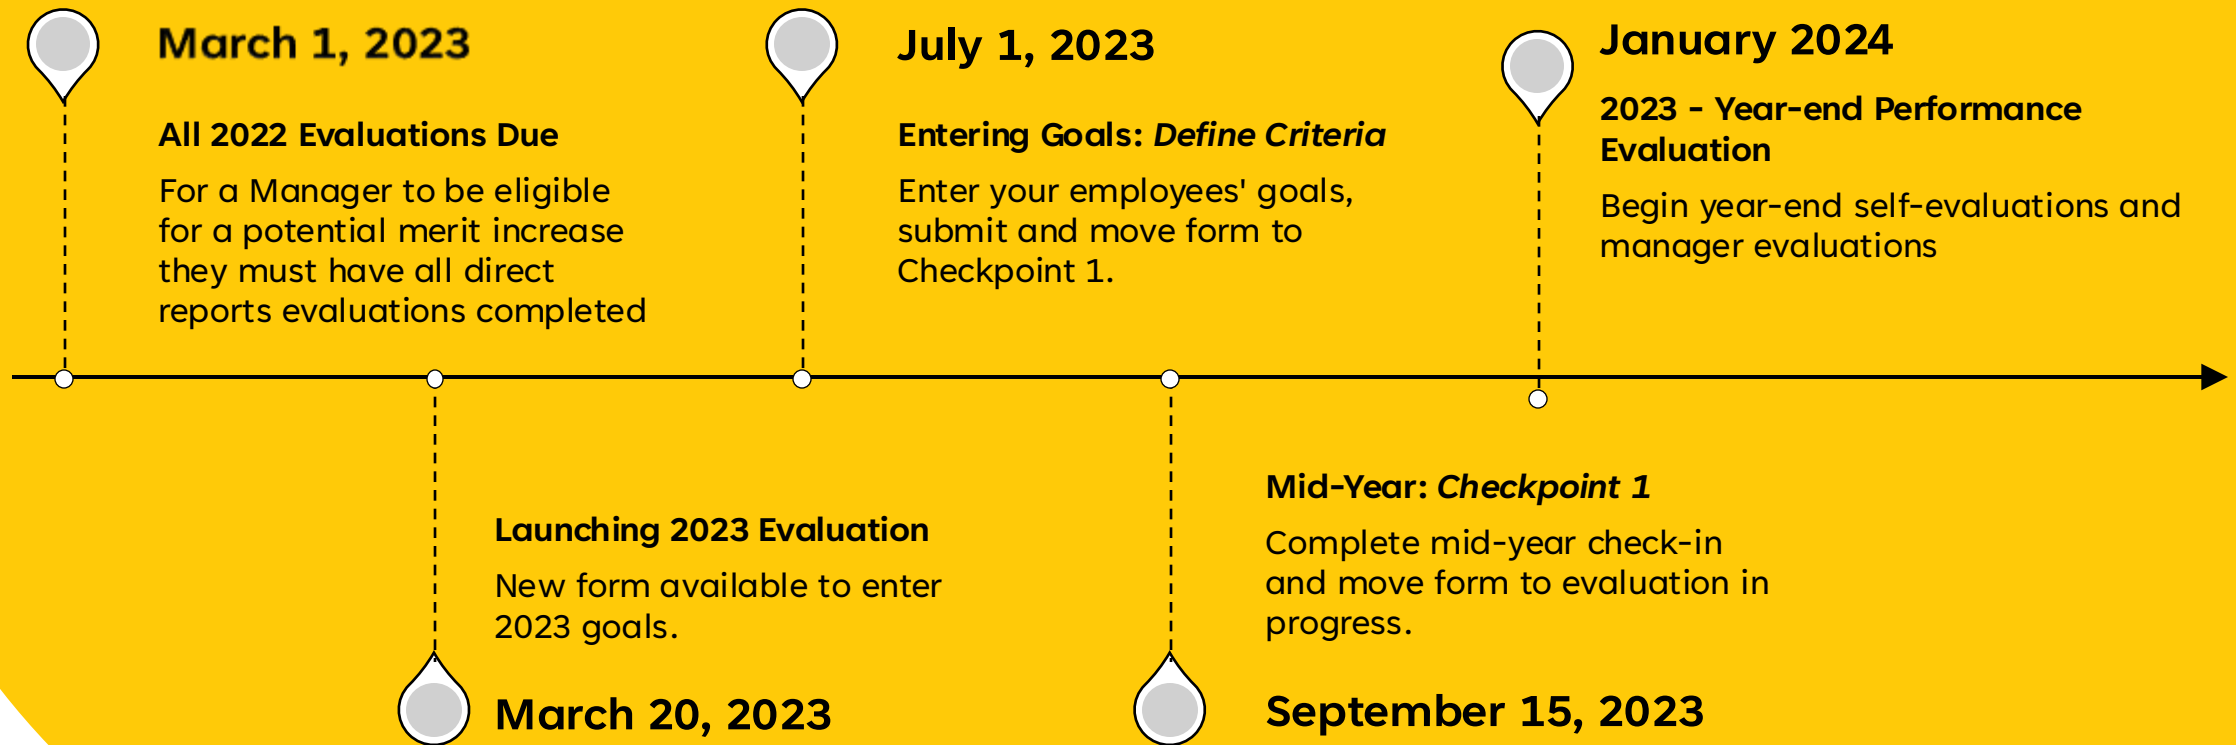 March 1, 2023
All 2022 Evaluations Due
For a Manager to be eligible
for a potential merit increase
they must have all direct
reports evaluations completed
Launching 2023 Evaluation
New form available to enter
2023 goals.
March 20, 2023
July 1, 2023
Entering Goals: Define Criteria
Enter your employees' goals,
submit and move form to
Checkpoint 1.
Mid-Year: Checkpoint 1
Complete mid-year check-in
and move form to evaluation in
progress.
September 15, 2023
January 2024
2023 - Year-end Performance
Evaluation
Begin year-end self-evaluations and
manager evaluations